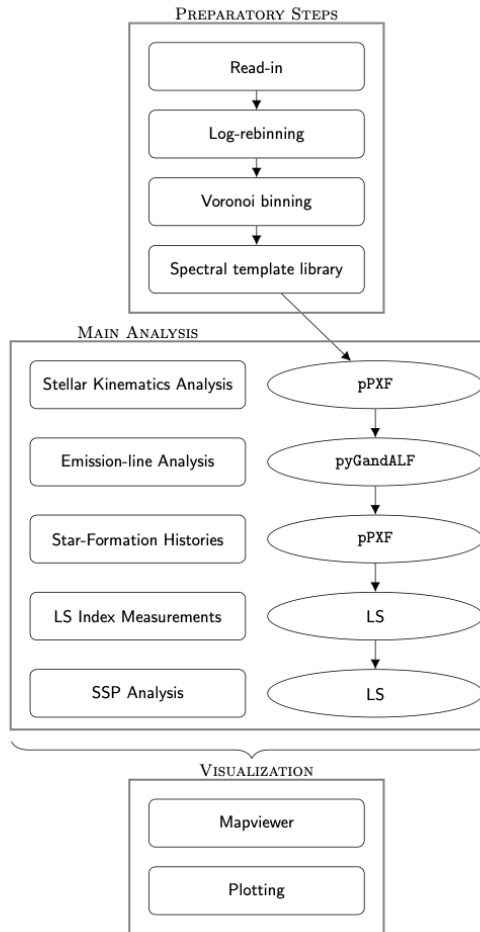 PREPARATORY STEPS
Read-in
Log-rebinning
Voronoi binning
Spectral template library
MAIN ANALYSIS
Stellar Kinematics Analysis
pPXF
Emission-line Analysis
pyGandALF
Star-Formation Histories
pPXF
LS Index Measurements
LS
SSP Analysis
LS
VISUALIZATION
Mapviewer
Plotting